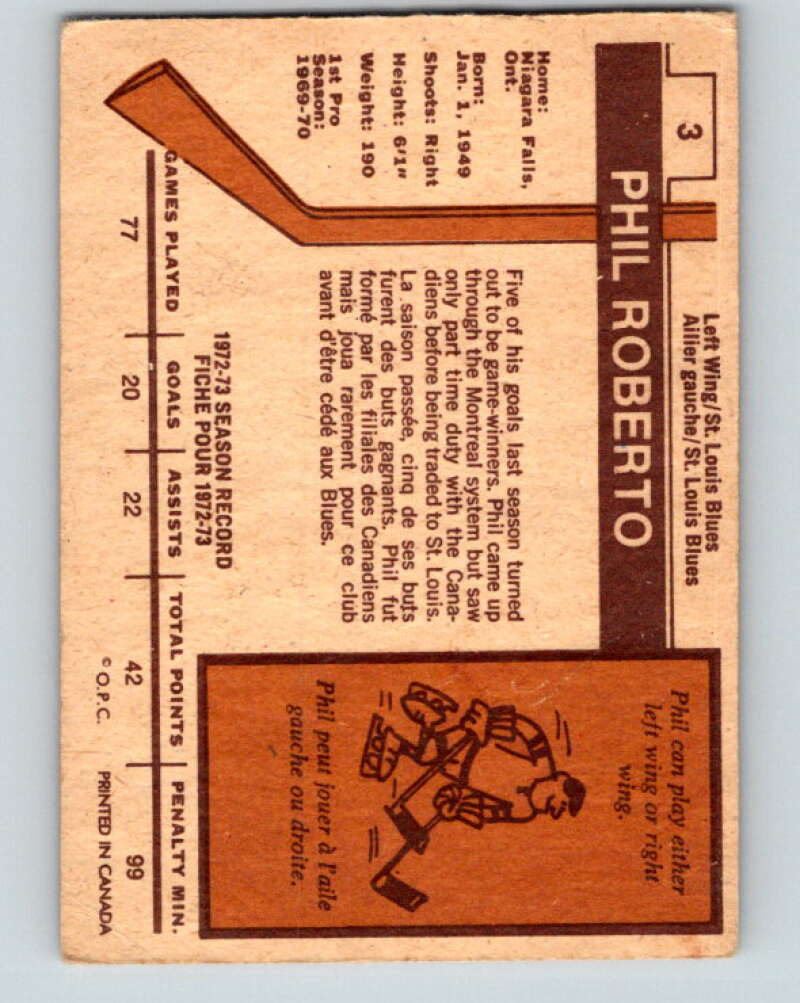 3
Left Wing/St. Louis Blues
Ailier gauche/St. Louis Blues
PHIL ROBERTO
Home:
Niagara Falls,
Ont.
Born:
Jan. 1, 1949
Shoots: Right
Height: 6'1"
Weight: 190
1st Pro
Season:
1969-70
Five of his goals last season turned
out to be game-winners. Phil came up
through the Montreal system but saw
only part time duty with the Cana-
diens before being traded to St. Louis.
La saison passée, cinq de ses buts
furent des buts gagnants. Phil fut
formé par les filiales des Canadiens
mais joua rarement pour ce club
avant d'être cédé aux Blues.
Phil can play either
left wing or right
wing.
Phil peut jouer à l'aile
gauche ou droite.
1972-73 SEASON RECORD
FICHE POUR 1972-73
GAMES PLAYED GOALS ASSISTS TOTAL POINTS PENALTY MIN.
77 20 22 42 99
© O.P.C. PRINTED IN CANADA